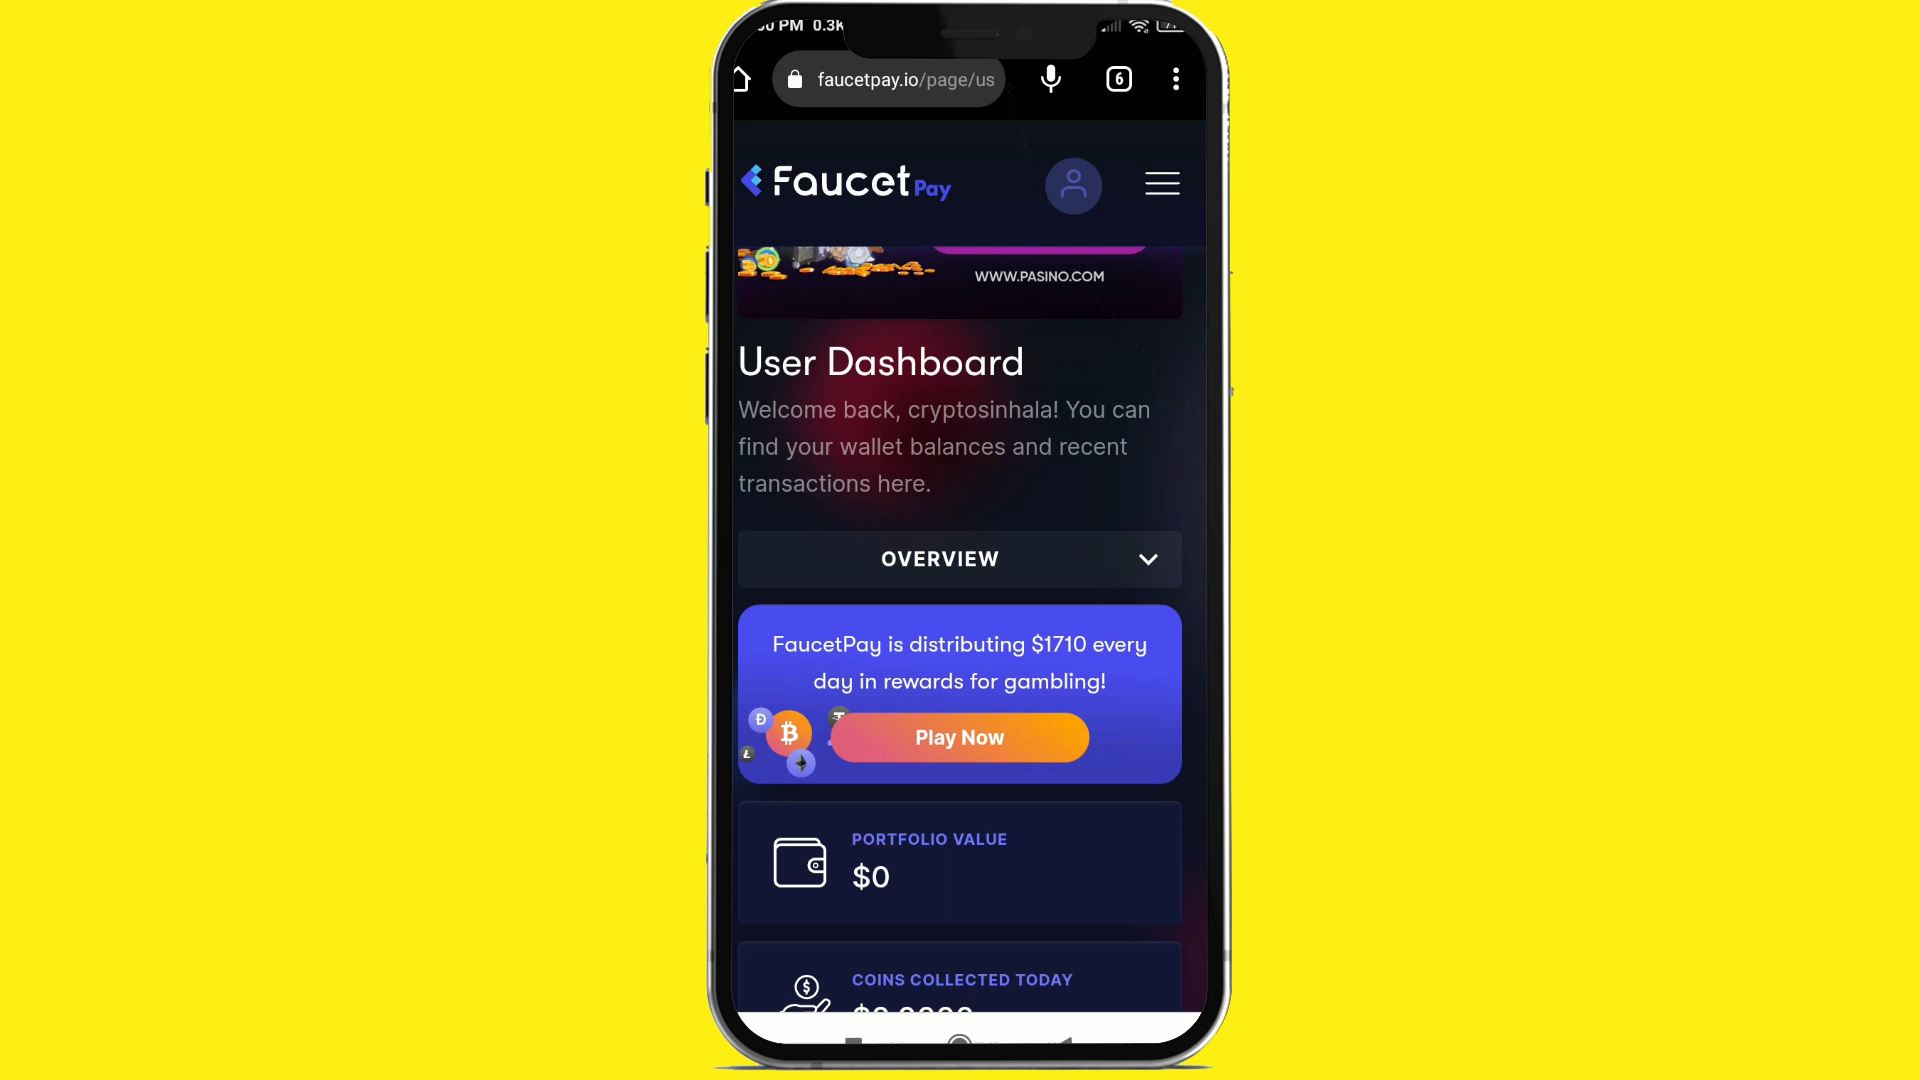 PM 0.3K
faucetpay.io/page/us
6
Faucet Pay
WWW.PASINO.COM
User Dashboard
Welcome back, cryptosinhala! You can
find your wallet balances and recent
transactions here.
OVERVIEW
FaucetPay is distributing $1710 every
day in rewards for gambling!
Play Now
PORTFOLIO VALUE
$0
COINS COLLECTED TODAY